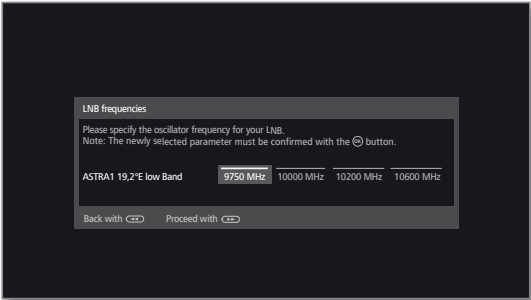 LNB frequencies
Please specify the oscillator frequency for your LNB.
Note: The newly selected parameter must be confirmed with the OK button.
ASTRA1 19,2°E low Band 9750 MHz 10000 MHz 10200 MHz 10600 MHz
Back with Proceed with